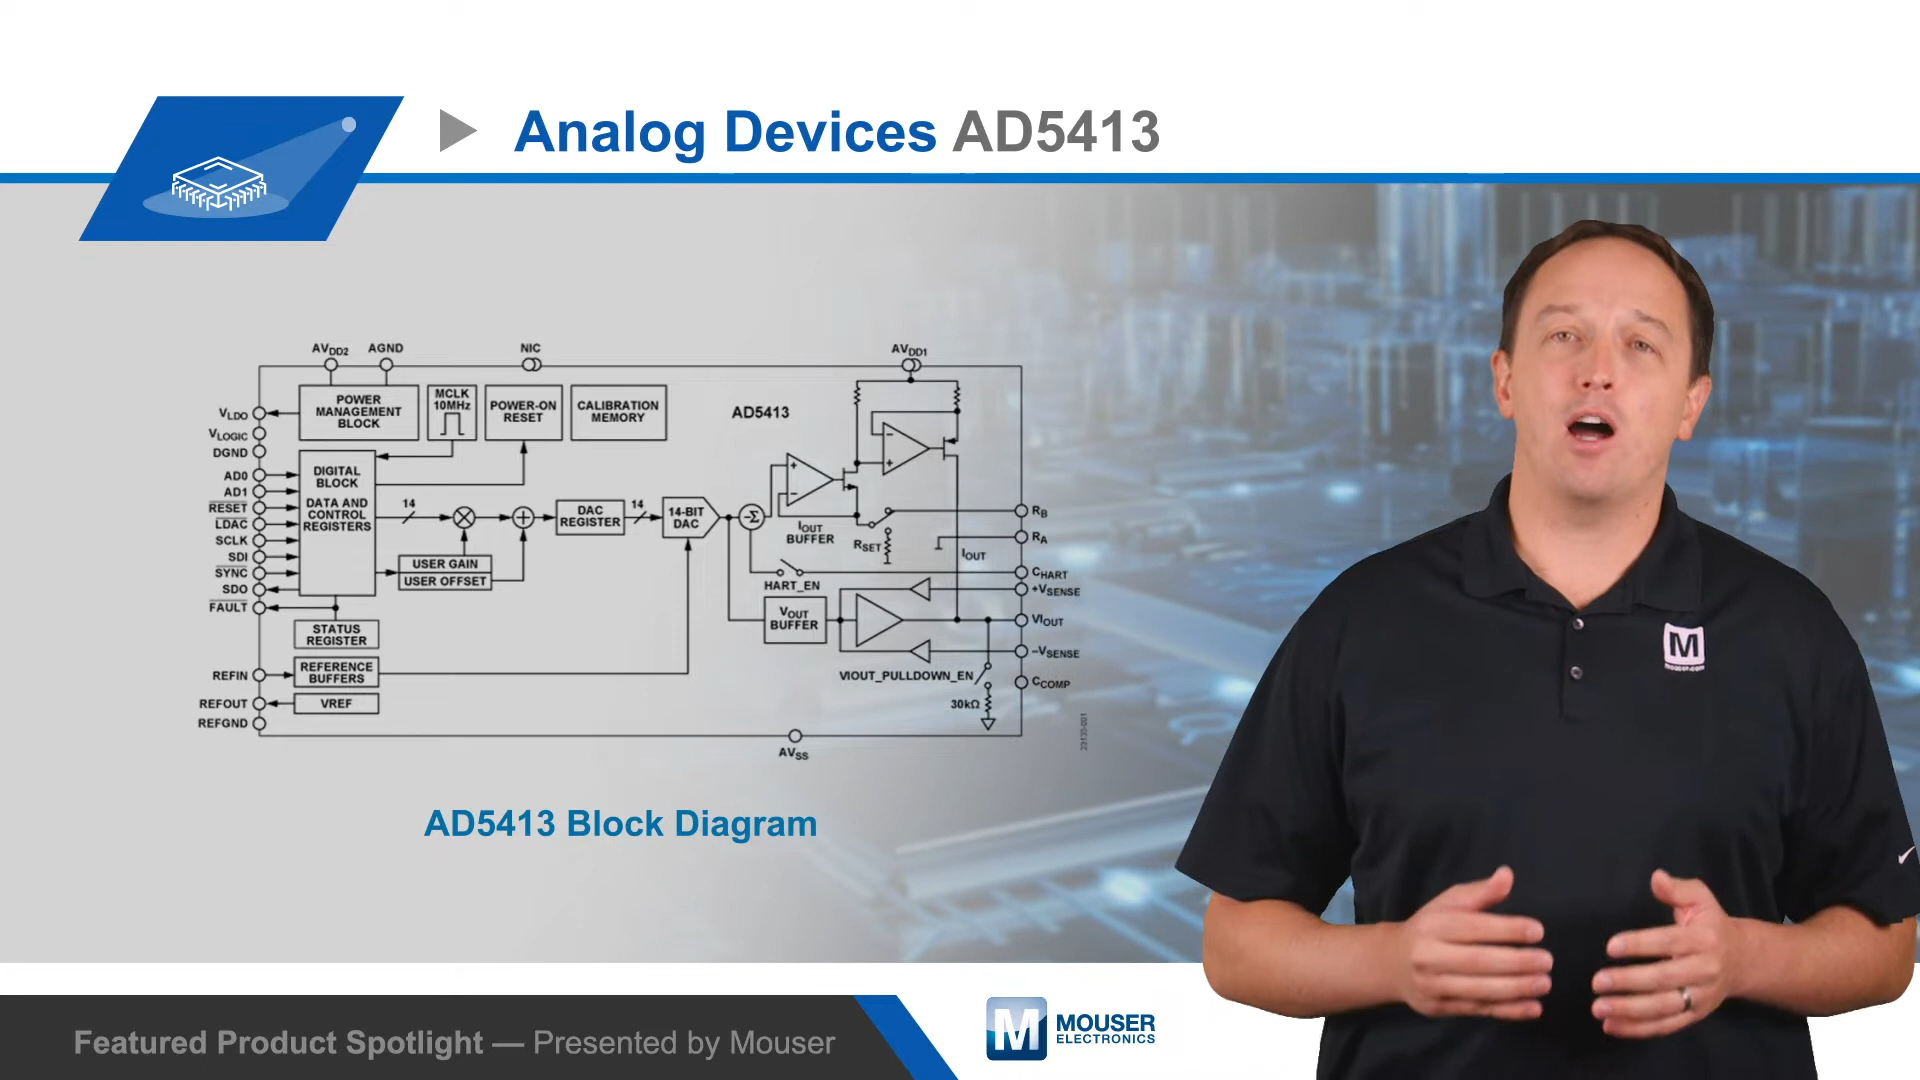 Analog Devices AD5413
AVDD2 AGND NIC AVDD1
VLDO
VLOGIC
DGND
AD0
AD1
RESET
LDAC
SCLK
SDI
SYNC
SDO
FAULT
REFIN
REFOUT
REFGND
POWER
MANAGEMENT
BLOCK
MCLK
10MHz
POWER-ON
RESET
CALIBRATION
MEMORY
AD5413
DIGITAL
BLOCK
DATA AND
CONTROL
REGISTERS
14
USER GAIN
USER OFFSET
DAC
REGISTER
14
14-BIT
DAC
-Σ
+
−
IOUT
BUFFER
−
+
RSET
IOUT
HART_EN
VOUT
BUFFER
STATUS
REGISTER
REFERENCE
BUFFERS
VREF
VIOUT_PULLDOWN_EN
30kΩ
RB
RA
CHART
+VSENSE
VIOUT
−VSENSE
CCOMP
AVSS
AD5413 Block Diagram
M
mouser.com
Featured Product Spotlight — Presented by Mouser
M
MOUSER
ELECTRONICS